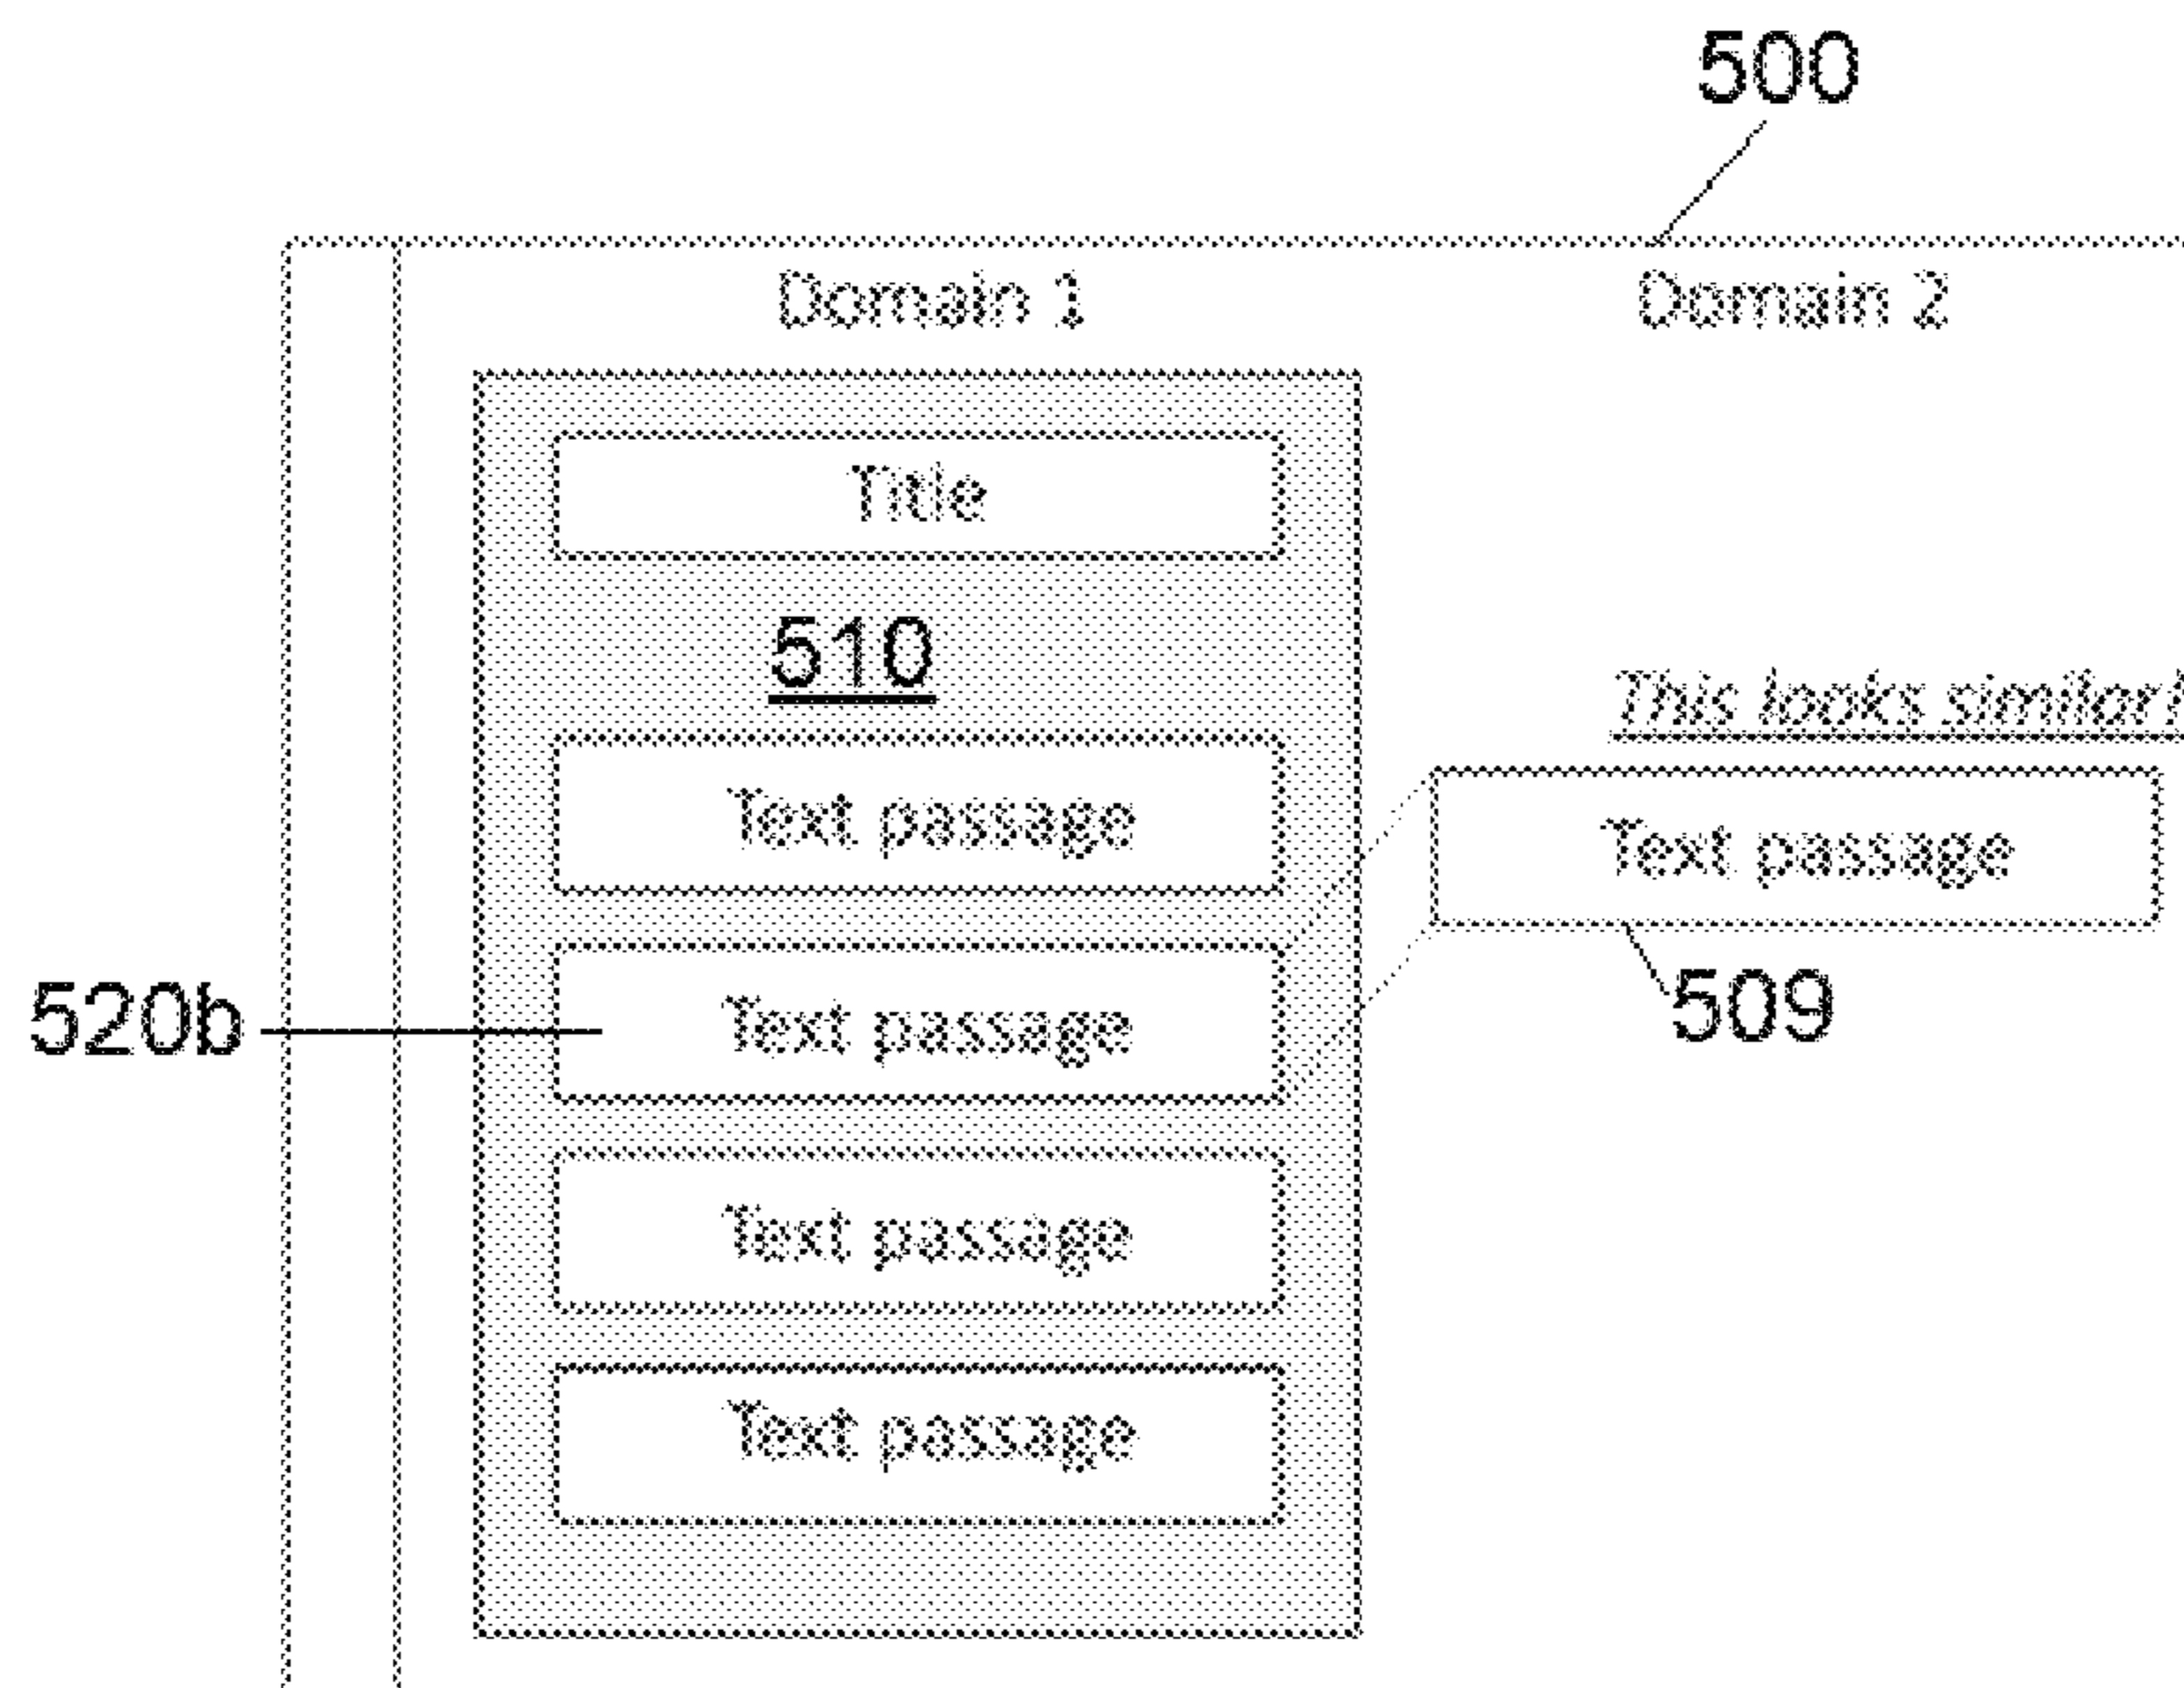 500
Domain 1 Domain 2
Title
510
This looks similar!
Text passage
Text passage
520b
Text passage
509
Text passage
Text passage